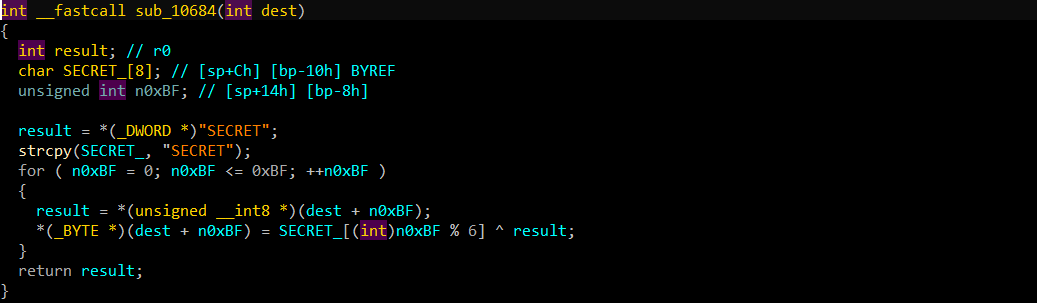 int __fastcall sub_10684(int dest)
{
  int result; // r0
  char SECRET_[8]; // [sp+Ch] [bp-10h] BYREF
  unsigned int n0xBF; // [sp+14h] [bp-8h]

  result = *(_DWORD *)"SECRET";
  strcpy(SECRET_, "SECRET");
  for ( n0xBF = 0; n0xBF <= 0xBF; ++n0xBF )
  {
    result = *(unsigned __int8 *)(dest + n0xBF);
    *(_BYTE *)(dest + n0xBF) = SECRET_[(int)n0xBF % 6] ^ result;
  }
  return result;
}